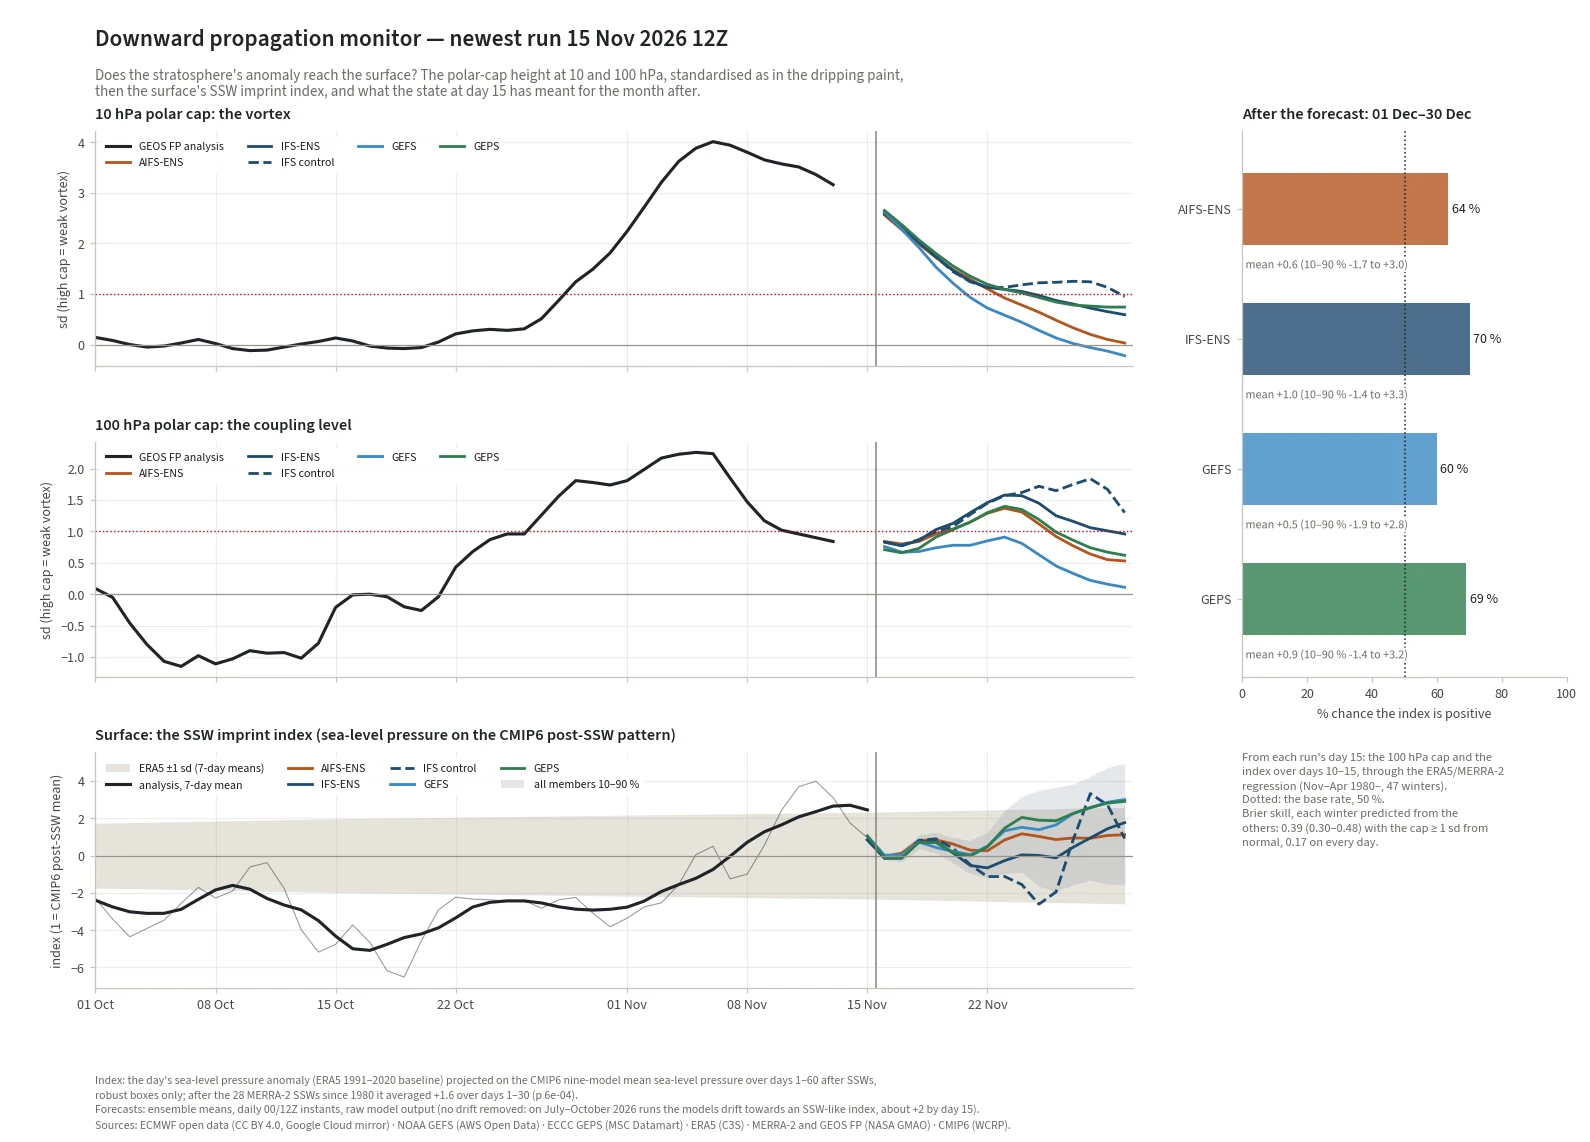 Downward propagation monitor — newest run 15 Nov 2026 12Z
Does the stratosphere's anomaly reach the surface? The polar-cap height at 10 and 100 hPa, standardised as in the dripping paint,
then the surface's SSW imprint index, and what the state at day 15 has meant for the month after.
10 hPa polar cap: the vortex
GEOS FP analysis
IFS-ENS
GEFS
GEPS
AIFS-ENS
IFS control
sd (high cap = weak vortex)
4
3
2
1
0
100 hPa polar cap: the coupling level
GEOS FP analysis
IFS-ENS
GEFS
GEPS
AIFS-ENS
IFS control
sd (high cap = weak vortex)
2.0
1.5
1.0
0.5
0.0
−0.5
−1.0
Surface: the SSW imprint index (sea-level pressure on the CMIP6 post-SSW pattern)
ERA5 ±1 sd (7-day means)
AIFS-ENS
IFS control
GEPS
analysis, 7-day mean
IFS-ENS
GEFS
all members 10–90 %
index (1 = CMIP6 post-SSW mean)
4
2
0
−2
−4
−6
01 Oct
08 Oct
15 Oct
22 Oct
01 Nov
08 Nov
15 Nov
22 Nov
After the forecast: 01 Dec–30 Dec
AIFS-ENS
64 %
mean +0.6 (10–90 % -1.7 to +3.0)
IFS-ENS
70 %
mean +1.0 (10–90 % -1.4 to +3.3)
GEFS
60 %
mean +0.5 (10–90 % -1.9 to +2.8)
GEPS
69 %
mean +0.9 (10–90 % -1.4 to +3.2)
0
20
40
60
80
100
% chance the index is positive
From each run's day 15: the 100 hPa cap and the
index over days 10–15, through the ERA5/MERRA-2
regression (Nov–Apr 1980–, 47 winters).
Dotted: the base rate, 50 %.
Brier skill, each winter predicted from the
others: 0.39 (0.30–0.48) with the cap ≥ 1 sd from
normal, 0.17 on every day.
Index: the day's sea-level pressure anomaly (ERA5 1991–2020 baseline) projected on the CMIP6 nine-model mean sea-level pressure over days 1–60 after SSWs,
robust boxes only; after the 28 MERRA-2 SSWs since 1980 it averaged +1.6 over days 1–30 (p 6e-04).
Forecasts: ensemble means, daily 00/12Z instants, raw model output (no drift removed: on July–October 2026 runs the models drift towards an SSW-like index, about +2 by day 15).
Sources: ECMWF open data (CC BY 4.0, Google Cloud mirror) · NOAA GEFS (AWS Open Data) · ECCC GEPS (MSC Datamart) · ERA5 (C3S) · MERRA-2 and GEOS FP (NASA GMAO) · CMIP6 (WCRP).